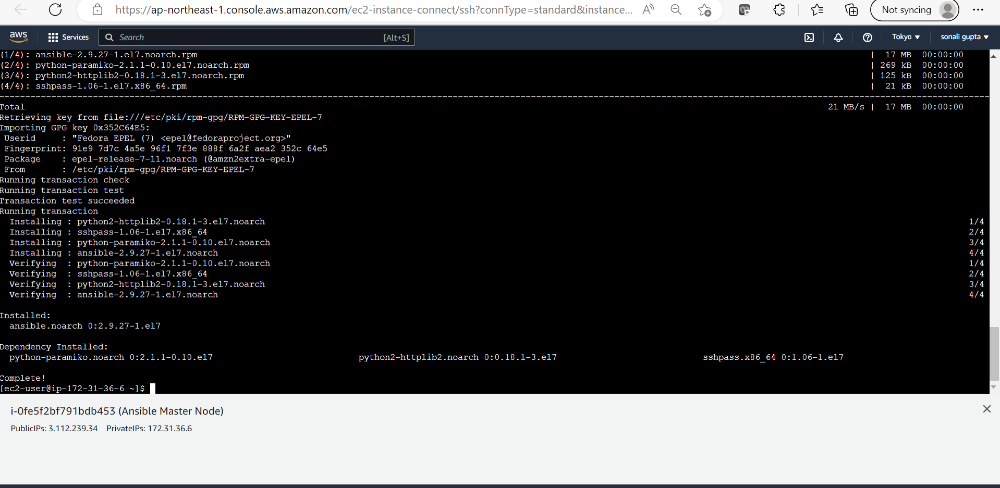 https://ap-northeast-1.console.aws.amazon.com/ec2-instance-connect/ssh?connType=standard&instance...
Not syncing
aws
Services
Search
[Alt+S]
Tokyo
sonali gupta
(1/4): ansible-2.9.27-1.el7.noarch.rpm | 17 MB 00:00:00
(2/4): python-paramiko-2.1.1-0.10.el7.noarch.rpm | 269 kB 00:00:00
(3/4): python2-httplib2-0.18.1-3.el7.noarch.rpm | 125 kB 00:00:00
(4/4): sshpass-1.06-1.el7.x86_64.rpm | 21 kB 00:00:00
Total 21 MB/s | 17 MB 00:00:00
Retrieving key from file:///etc/pki/rpm-gpg/RPM-GPG-KEY-EPEL-7
Importing GPG key 0x352C64E5:
Userid : "Fedora EPEL (7) <epel@fedoraproject.org>"
Fingerprint: 91e9 7d7c 4a5e 96f1 7f3e 888f 6a2f aea2 352c 64e5
Package : epel-release-7-11.noarch (@amzn2extra-epel)
From : /etc/pki/rpm-gpg/RPM-GPG-KEY-EPEL-7
Running transaction check
Running transaction test
Transaction test succeeded
Running transaction
Installing : python2-httplib2-0.18.1-3.el7.noarch 1/4
Installing : sshpass-1.06-1.el7.x86_64 2/4
Installing : python-paramiko-2.1.1-0.10.el7.noarch 3/4
Installing : ansible-2.9.27-1.el7.noarch 4/4
Verifying : python-paramiko-2.1.1-0.10.el7.noarch 1/4
Verifying : sshpass-1.06-1.el7.x86_64 2/4
Verifying : python2-httplib2-0.18.1-3.el7.noarch 3/4
Verifying : ansible-2.9.27-1.el7.noarch 4/4
Installed:
ansible.noarch 0:2.9.27-1.el7
Dependency Installed:
python-paramiko.noarch 0:2.1.1-0.10.el7 python2-httplib2.noarch 0:0.18.1-3.el7 sshpass.x86_64 0:1.06-1.el7
Complete!
[ec2-user@ip-172-31-36-6 ~]$
i-0fe5f2bf791bdb453 (Ansible Master Node)
PublicIPs: 3.112.239.34 PrivateIPs: 172.31.36.6